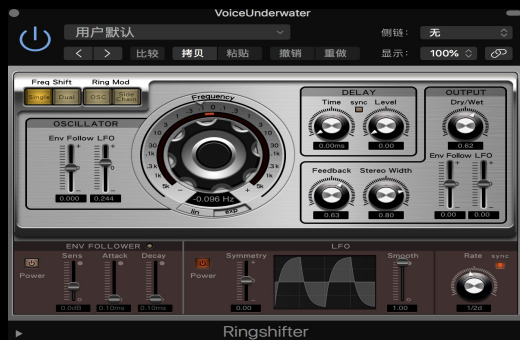 VoiceUnderwater
用户默认
侧链: 无
< > 比较 拷贝 粘贴 撤销 重做
显示: 100%
Freq Shift Ring Mod
Single Dual OSC Side Chain
OSCILLATOR
Env Follow LFO
0.000 0.244
Frequency
-0.096 Hz
lin exp
DELAY
Time sync Level
0.00ms 0.00
Feedback Stereo Width
0.63 0.80
OUTPUT
Dry/Wet
0.62
Env Follow LFO
0.00 0.00
ENV FOLLOWER
Power
Sens Attack Decay
0.0dB 0.10ms 0.10ms
LFO
Power
Symmetry
0.00
Smooth
1.00
Rate sync
1/2d
Ringshifter